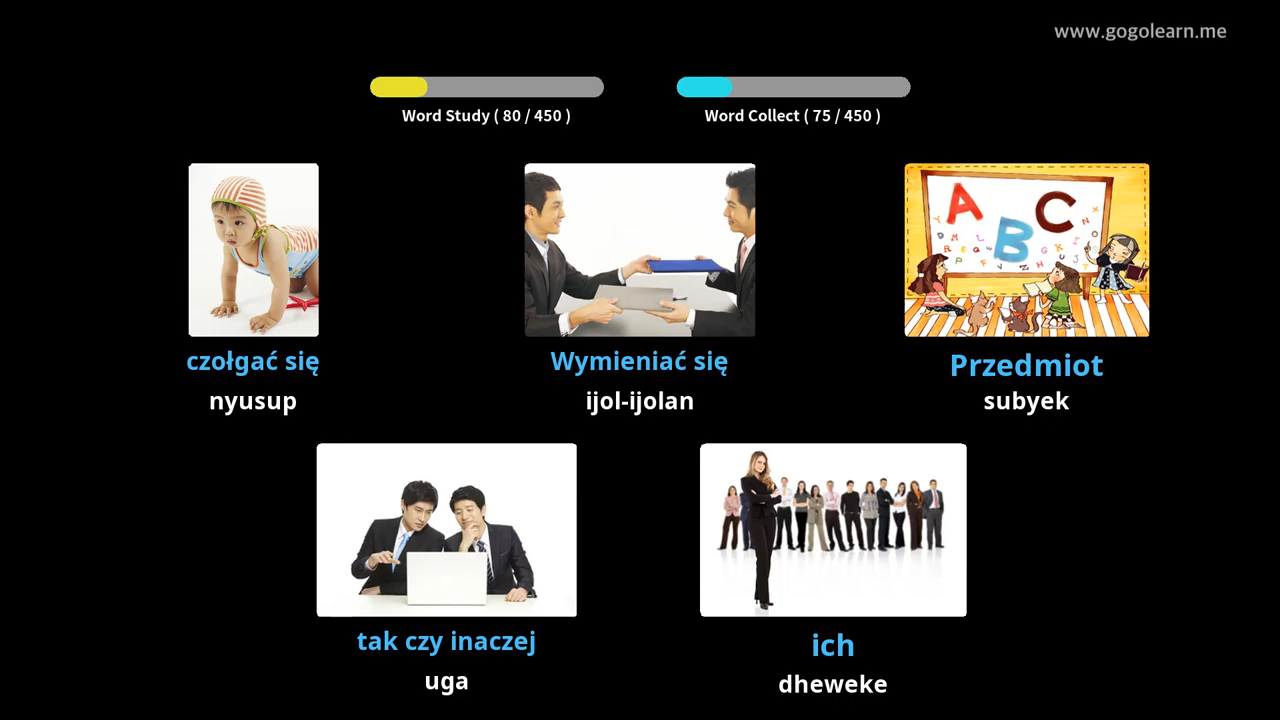 www.gogolearn.me
Word Study ( 80 / 450 )
Word Collect ( 75 / 450 )
czołgać się
nyusup
Wymieniać się
ijol-ijolan
A B C
Przedmiot
subyek
tak czy inaczej
uga
ich
dheweke